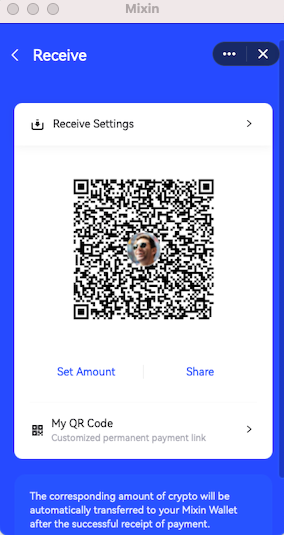 Mixin
Receive
Receive Settings
Set Amount
Share
My QR Code
Customized permanent payment link
The corresponding amount of crypto will be
automatically transferred to your Mixin Wallet
after the successful receipt of payment.